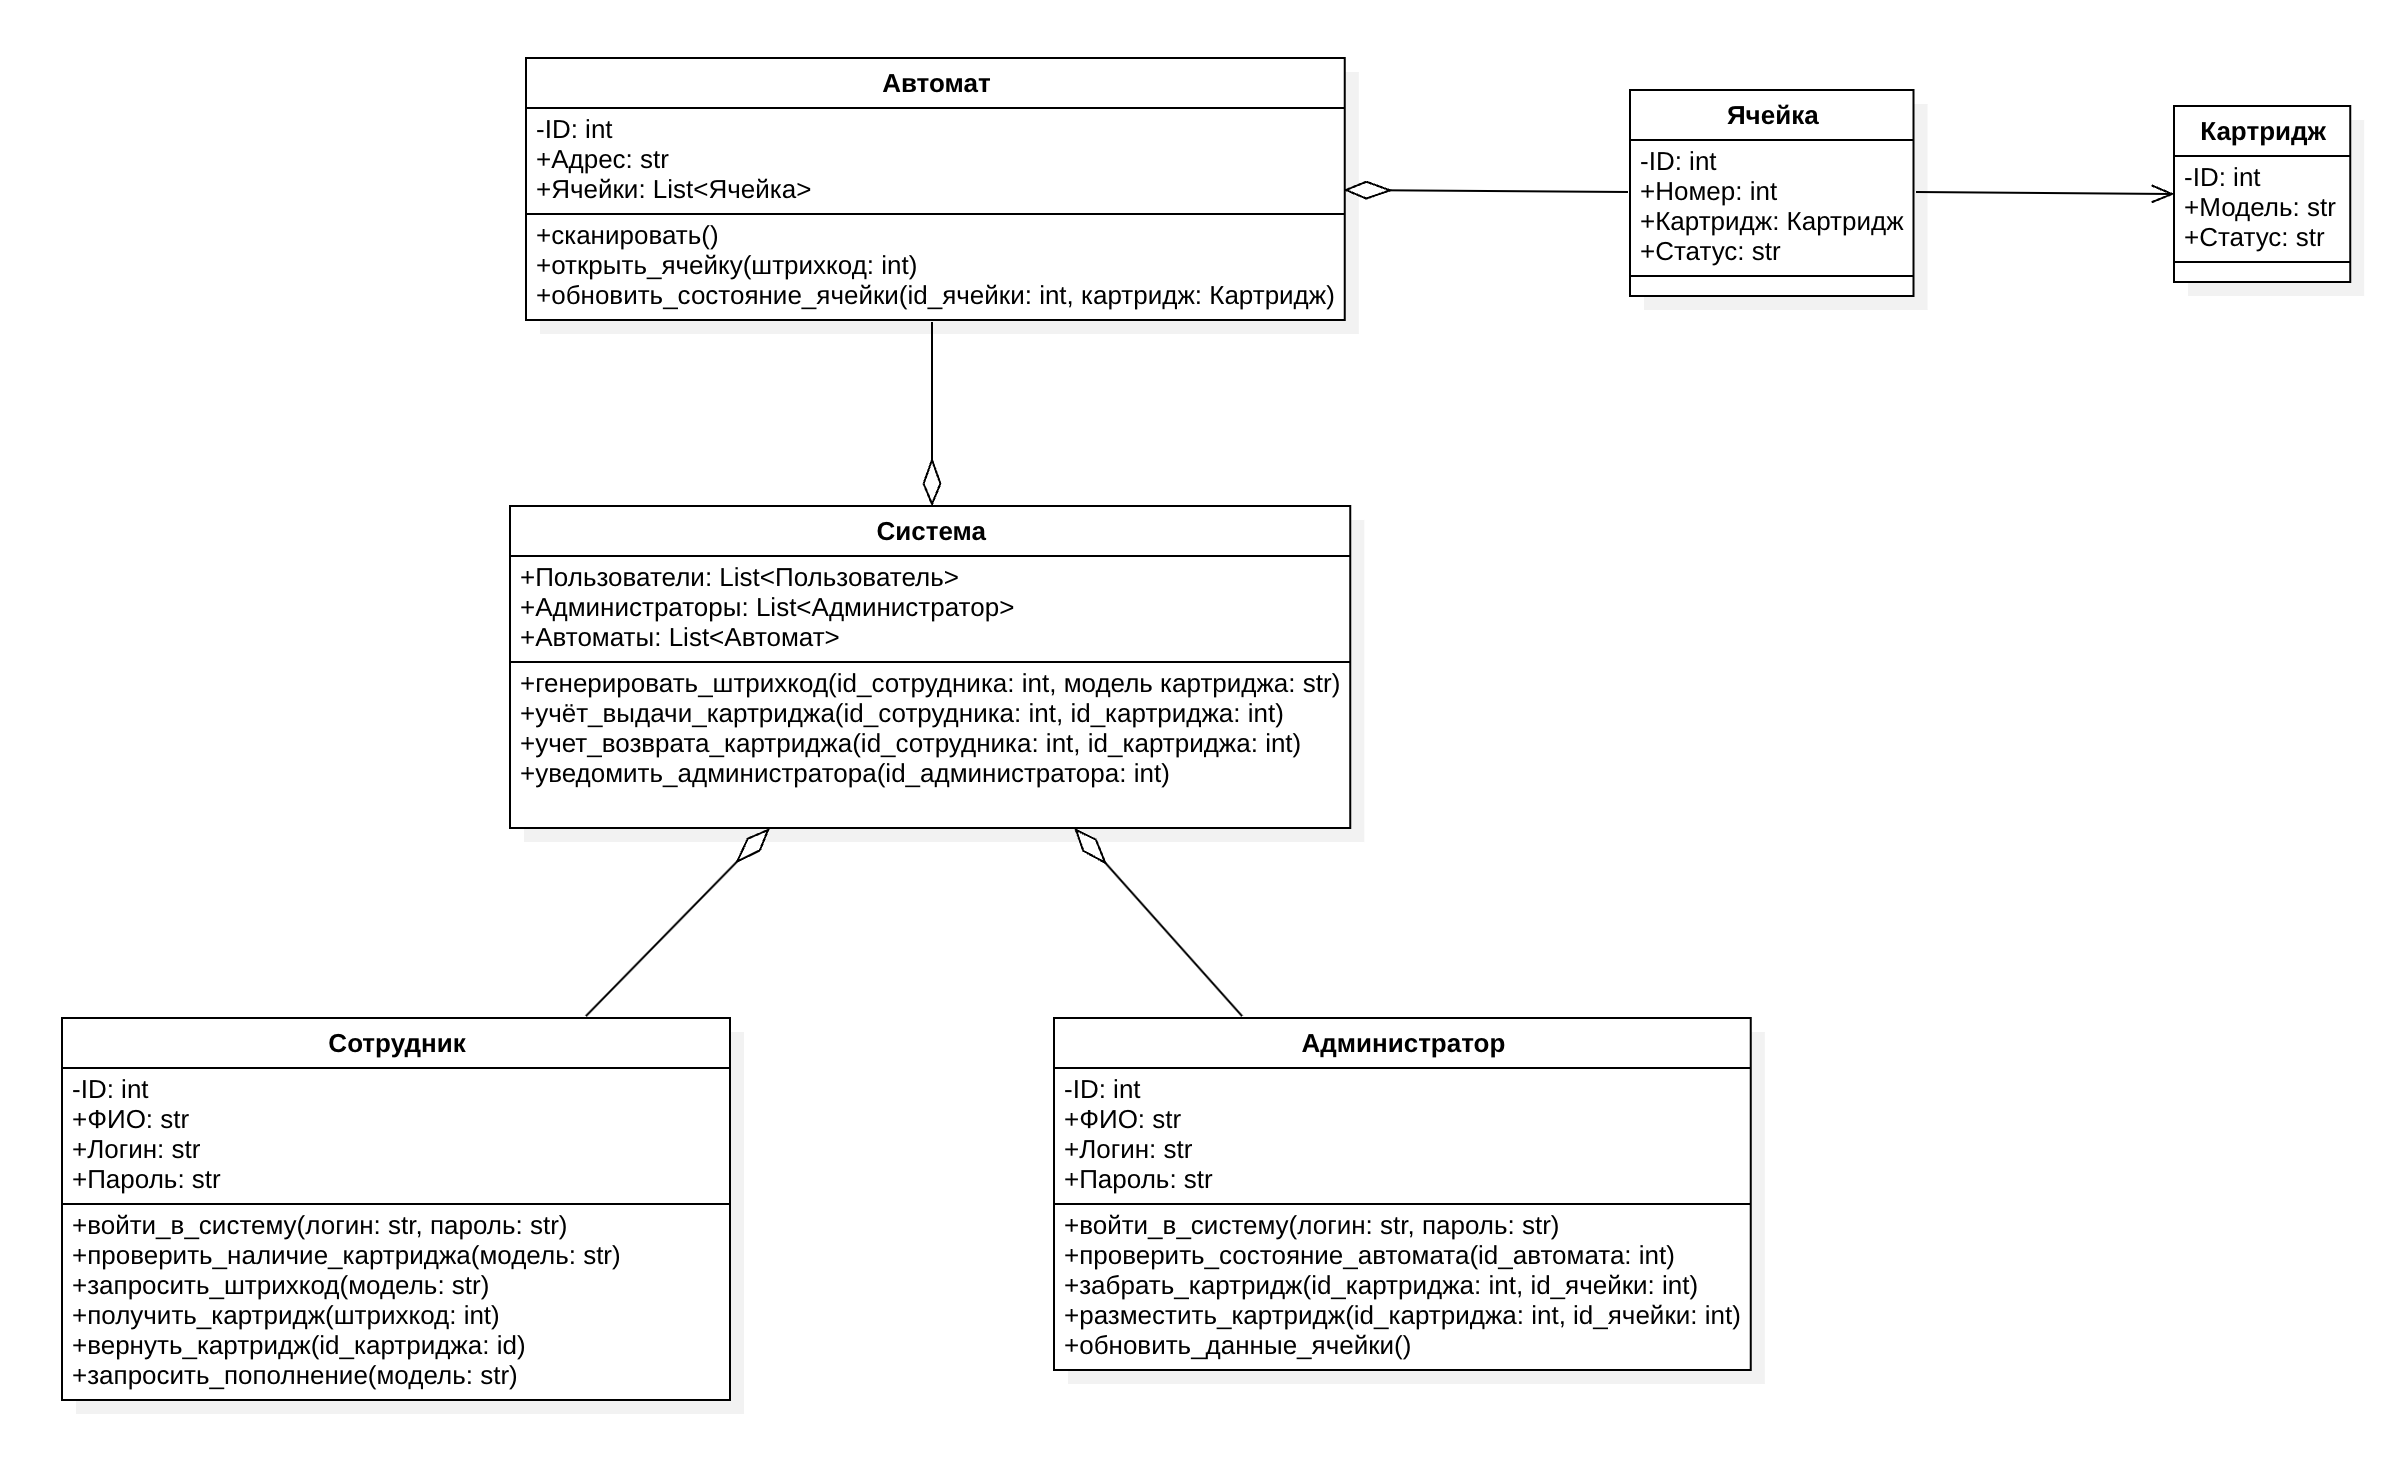 Автомат
-ID: int
+Адрес: str
+Ячейки: List<Ячейка>
+сканировать()
+открыть_ячейку(штрихкод: int)
+обновить_состояние_ячейки(id_ячейки: int, картридж: Картридж)
Ячейка
-ID: int
+Номер: int
+Картридж: Картридж
+Статус: str
Картридж
-ID: int
+Модель: str
+Статус: str
Система
+Пользователи: List<Пользователь>
+Администраторы: List<Администратор>
+Автоматы: List<Автомат>
+генерировать_штрихкод(id_сотрудника: int, модель картриджа: str)
+учёт_выдачи_картриджа(id_сотрудника: int, id_картриджа: int)
+учет_возврата_картриджа(id_сотрудника: int, id_картриджа: int)
+уведомить_администратора(id_администратора: int)
Сотрудник
-ID: int
+ФИО: str
+Логин: str
+Пароль: str
+войти_в_систему(логин: str, пароль: str)
+проверить_наличие_картриджа(модель: str)
+запросить_штрихкод(модель: str)
+получить_картридж(штрихкод: int)
+вернуть_картридж(id_картриджа: id)
+запросить_пополнение(модель: str)
Администратор
-ID: int
+ФИО: str
+Логин: str
+Пароль: str
+войти_в_систему(логин: str, пароль: str)
+проверить_состояние_автомата(id_автомата: int)
+забрать_картридж(id_картриджа: int, id_ячейки: int)
+разместить_картридж(id_картриджа: int, id_ячейки: int)
+обновить_данные_ячейки()